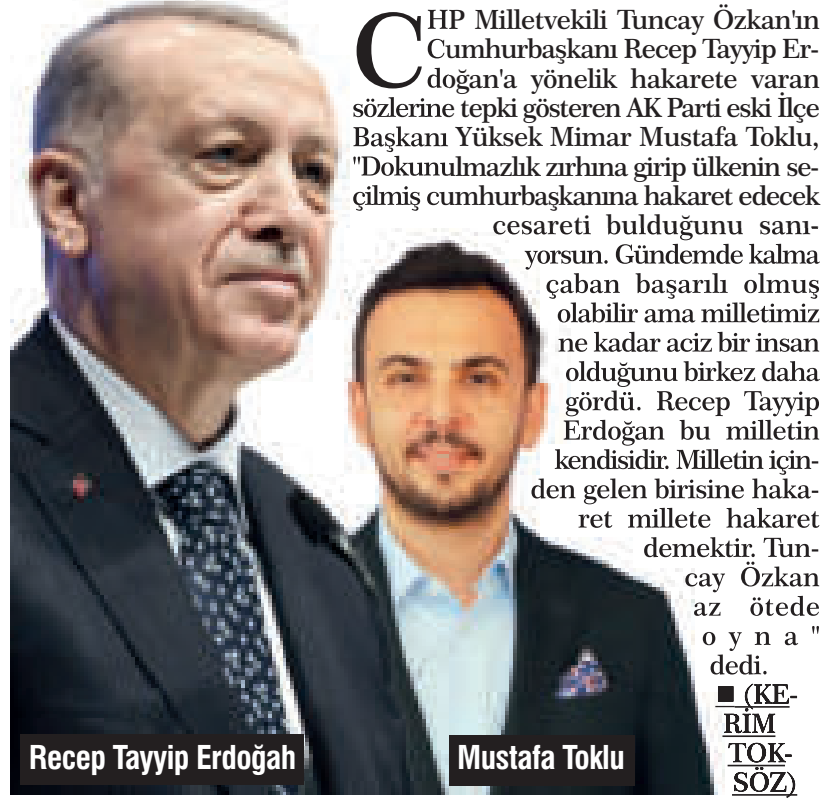 CHP Milletvekili Tuncay Özkan'ın
Cumhurbaşkanı Recep Tayyip Er-
doğan'a yönelik hakarete varan
sözlerine tepki gösteren AK Parti eski İlçe
Başkanı Yüksek Mimar Mustafa Toklu,
"Dokunulmazlık zırhına girip ülkenin se-
çilmiş cumhurbaşkanına hakaret edecek
cesareti bulduğunu sanı-
yorsun. Gündemde kalma
çaban başarılı olmuş
olabilir ama milletimiz
ne kadar aciz bir insan
olduğunu birkez daha
gördü. Recep Tayyip
Erdoğan bu milletin
kendisidir. Milletin için-
den gelen birisine haka-
ret millete hakaret
demektir. Tun-
cay Özkan
az ötede
oyna"
dedi.
■ (KE-
RİM
TOK-
SÖZ)
Recep Tayyip Erdoğah
Mustafa Toklu